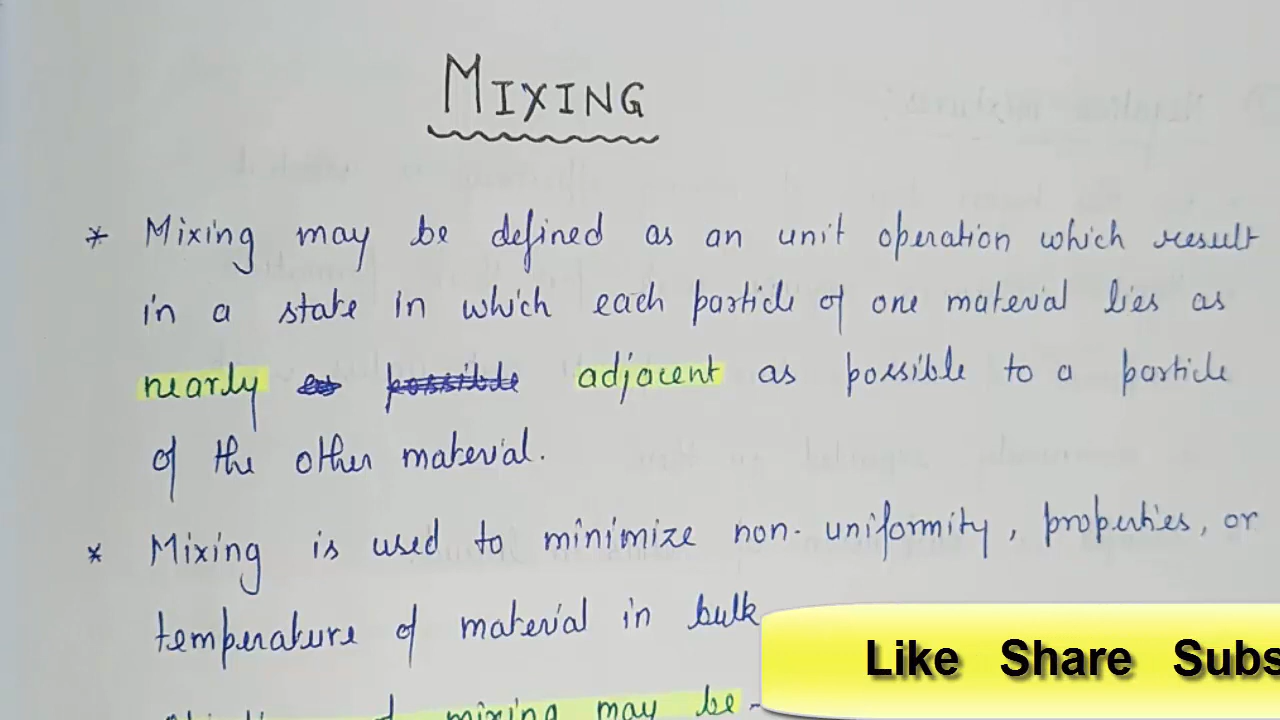 MIXING
* Mixing may be defined as an unit operation which result
in a state in which each particle of one material lies as
nearly as possible adjacent as possible to a particle
of the other material.
* Mixing is used to minimize non-uniformity, properties, or
temperature of material in bulk
mixing may be
Like Share Subs